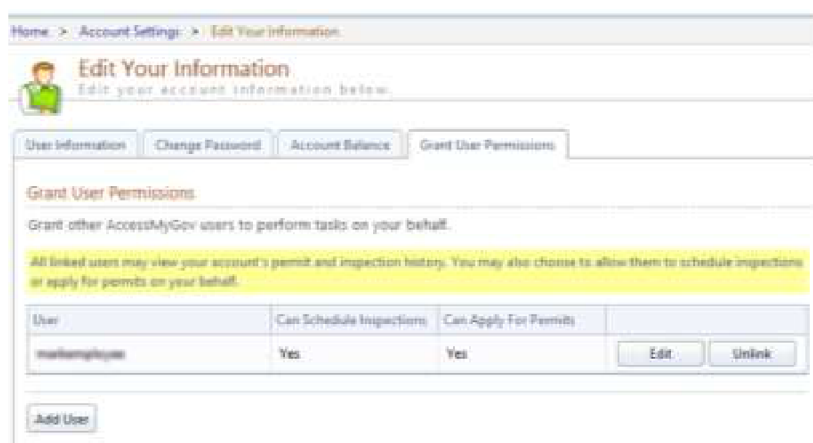 Home > Account Settings > Edit Your Information
Edit Your Information
Edit your account information below.
User Information Change Password Account Balance Grant User Permissions
Grant User Permissions
Grant other AccessMyGov users to perform tasks on your behalf.
All linked users may view your account's permit and inspection history. You may also choose to allow them to schedule inspections
or apply for permits on your behalf.
User Can Schedule Inspections Can Apply For Permits
Yes Yes Edit Unlink
Add User